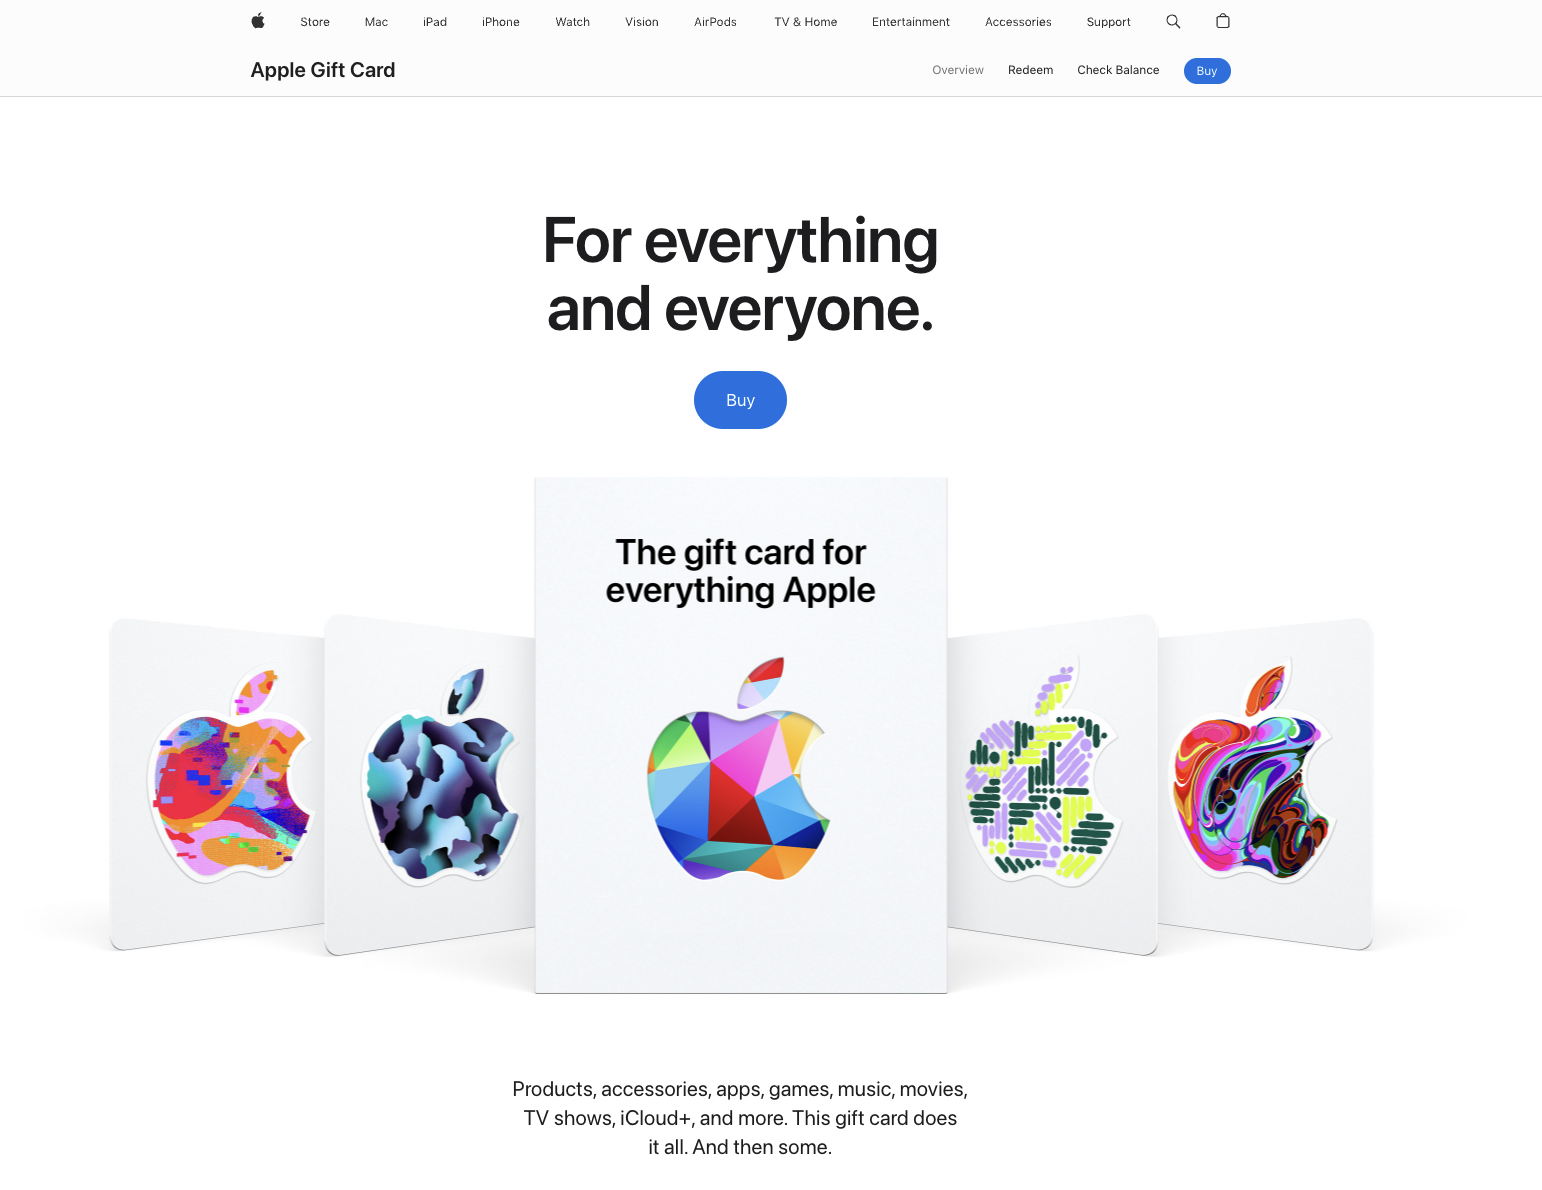 Store Mac iPad iPhone Watch Vision AirPods TV & Home Entertainment Accessories Support
Apple Gift Card
Overview Redeem Check Balance Buy
For everything
and everyone.
Buy
The gift card for
everything Apple
Products, accessories, apps, games, music, movies,
TV shows, iCloud+, and more. This gift card does
it all. And then some.